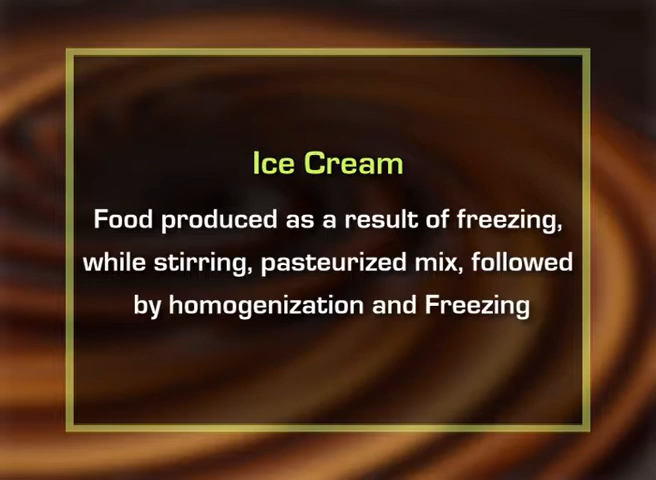 Ice Cream
Food produced as a result of freezing,
while stirring, pasteurized mix, followed
by homogenization and Freezing